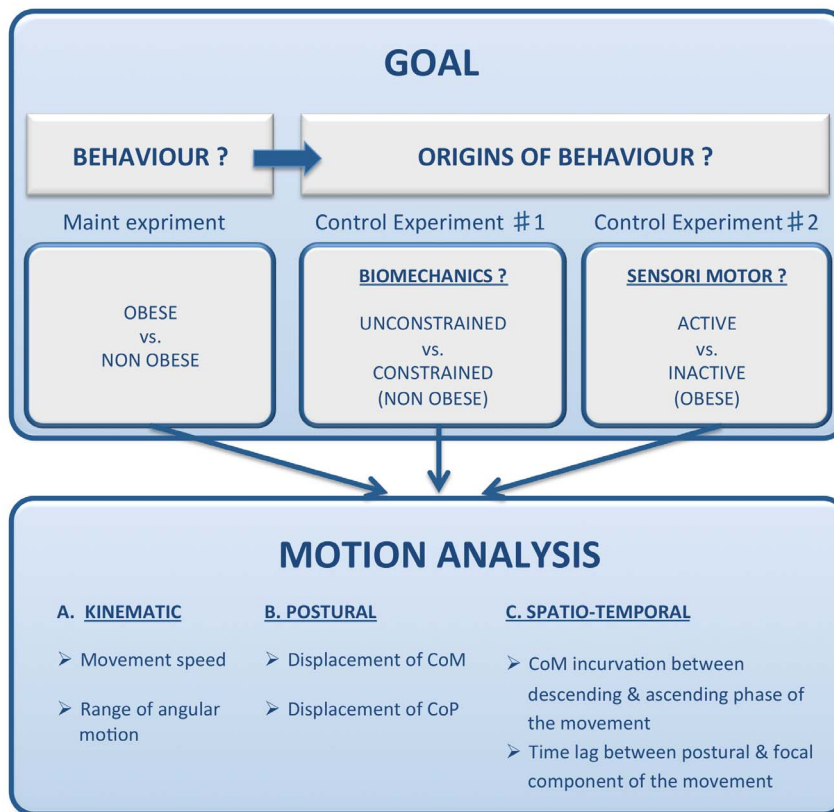 GOAL
BEHAVIOUR ?
ORIGINS OF BEHAVIOUR ?
Maint expriment
Control Experiment #1
Control Experiment #2
OBESE
vs.
NON OBESE
BIOMECHANICS ?
UNCONSTRAINED
vs.
CONSTRAINED
(NON OBESE)
SENSORI MOTOR ?
ACTIVE
vs.
INACTIVE
(OBESE)
MOTION ANALYSIS
A. KINEMATIC
➢ Movement speed
➢ Range of angular
motion
B. POSTURAL
➢ Displacement of CoM
➢ Displacement of CoP
C. SPATIO-TEMPORAL
➢ CoM incurvation between
descending & ascending phase of
the movement
➢ Time lag between postural & focal
component of the movement